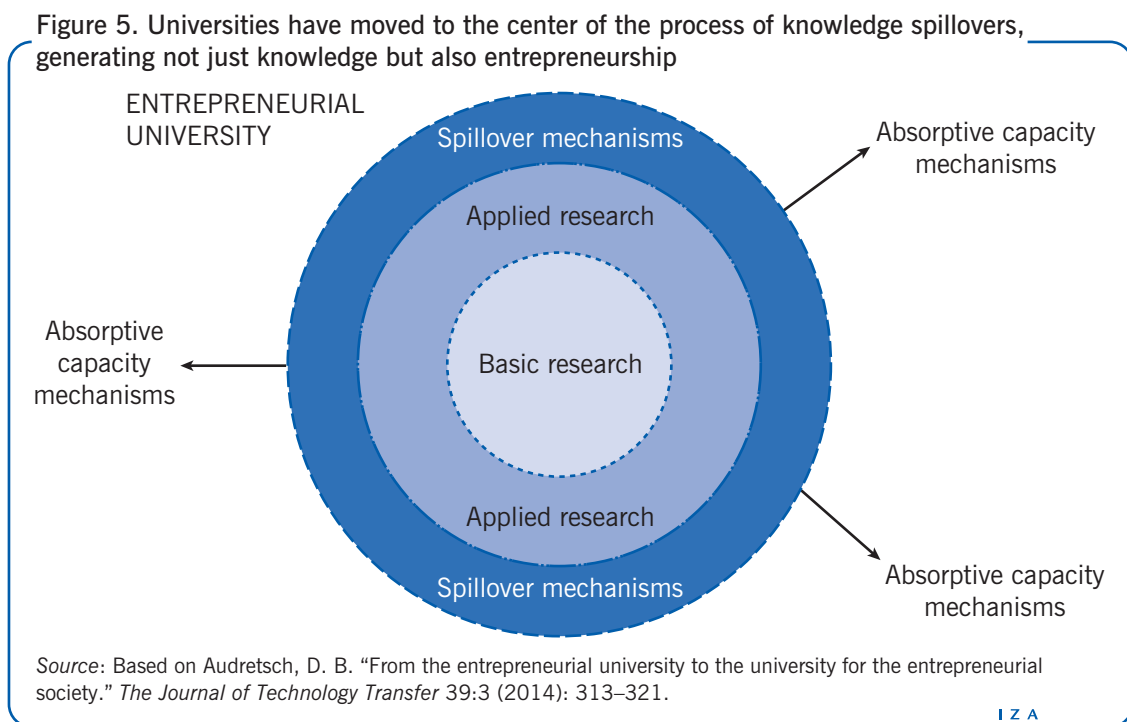 Figure 5. Universities have moved to the center of the process of knowledge spillovers,
generating not just knowledge but also entrepreneurship
ENTREPRENEURIAL
UNIVERSITY
Spillover mechanisms
Absorptive capacity
mechanisms
Applied research
Absorptive
capacity
mechanisms
Basic research
Applied research
Absorptive capacity
mechanisms
Spillover mechanisms
Source: Based on Audretsch, D. B. “From the entrepreneurial university to the university for the entrepreneurial
society.” The Journal of Technology Transfer 39:3 (2014): 313–321.
I Z A